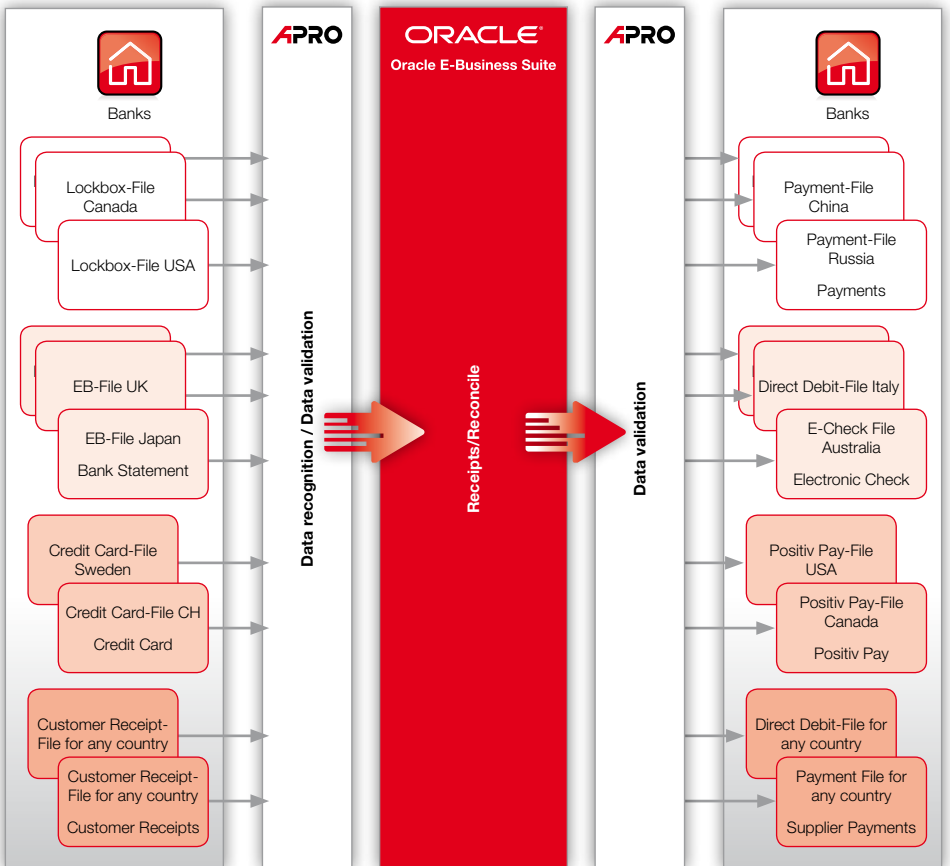 APRO
ORACLE
Oracle E-Business Suite
APRO
Banks
Lockbox-File
Canada
Lockbox-File USA
EB-File UK
EB-File Japan
Bank Statement
Credit Card-File
Sweden
Credit Card-File CH
Credit Card
Customer Receipt-
File for any country
Customer Receipt-
File for any country
Customer Receipts
Data recognition / Data validation
Receipts/Reconcile
Data validation
Banks
Payment-File
China
Payment-File
Russia
Payments
Direct Debit-File Italy
E-Check File
Australia
Electronic Check
Positiv Pay-File
USA
Positiv Pay-File
Canada
Positiv Pay
Direct Debit-File for
any country
Payment File for
any country
Supplier Payments